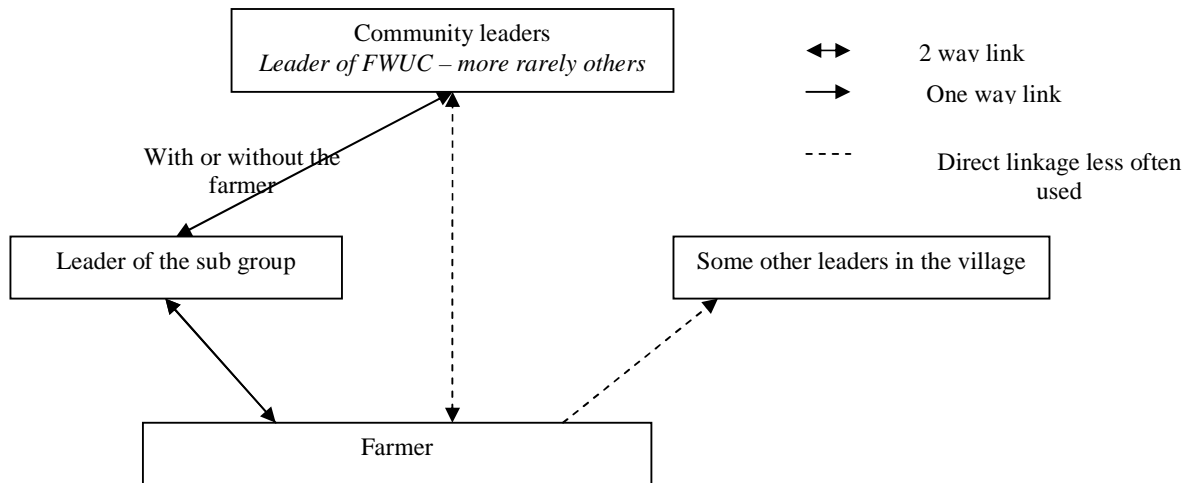 Community leaders
Leader of FWUC – more rarely others
2 way link
One way link
With or without the
farmer
Direct linkage less often
used
Leader of the sub group
Some other leaders in the village
Farmer